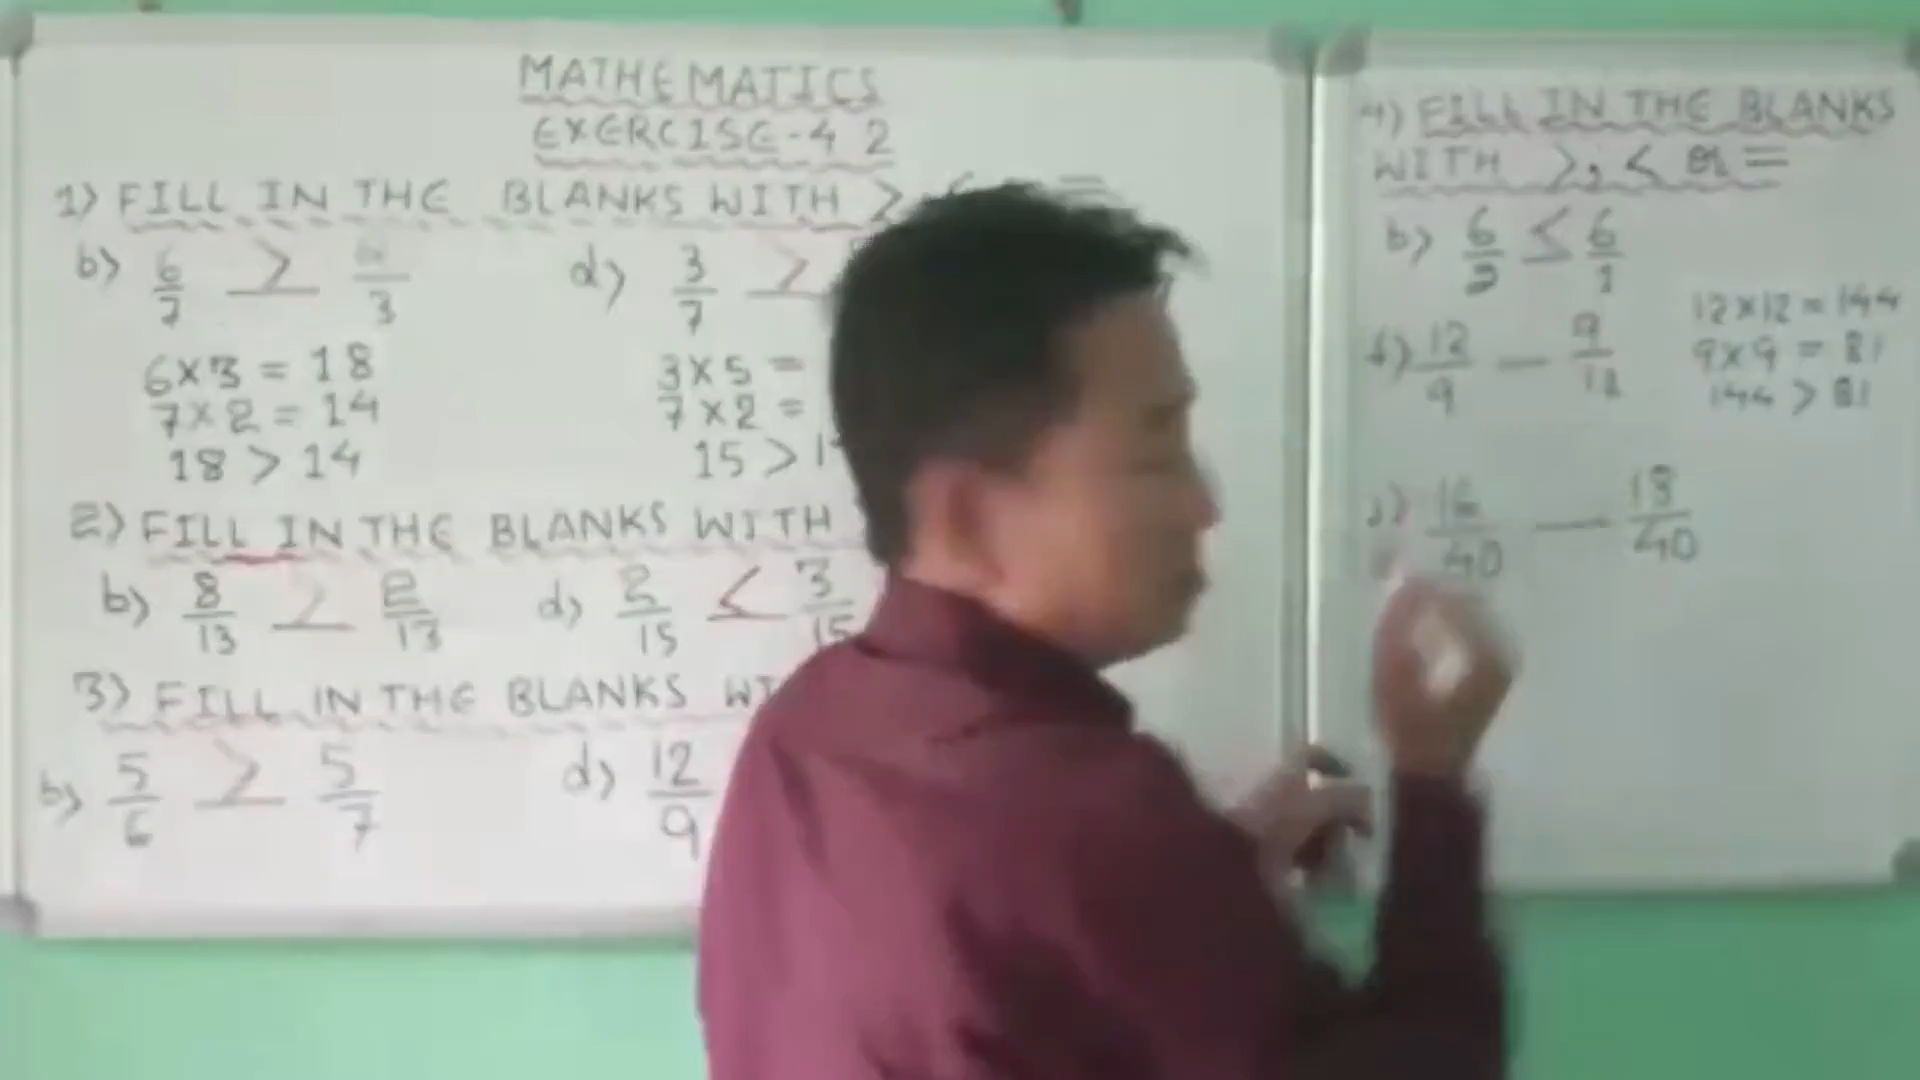 MATHEMATICS
EXERCISE-4 2
1) FILL IN THE BLANKS WITH >
b) 6/7 > 2/3
d) 3/7 >
6×3 = 18
7×2 = 14
18 > 14
3×5 =
7×2 =
15 > 1
2) FILL IN THE BLANKS WITH
b) 8/13 > 2/13
d) 2/15 < 3/15
3) FILL IN THE BLANKS WI
b) 5/6 > 5/7
d) 12/9
4) FILL IN THE BLANKS
WITH >, < OR =
b) 6/3 < 6/1
f) 12/9 — 9/12
12×12 = 144
9×9 = 81
144 > 81
16/40 — 18/40